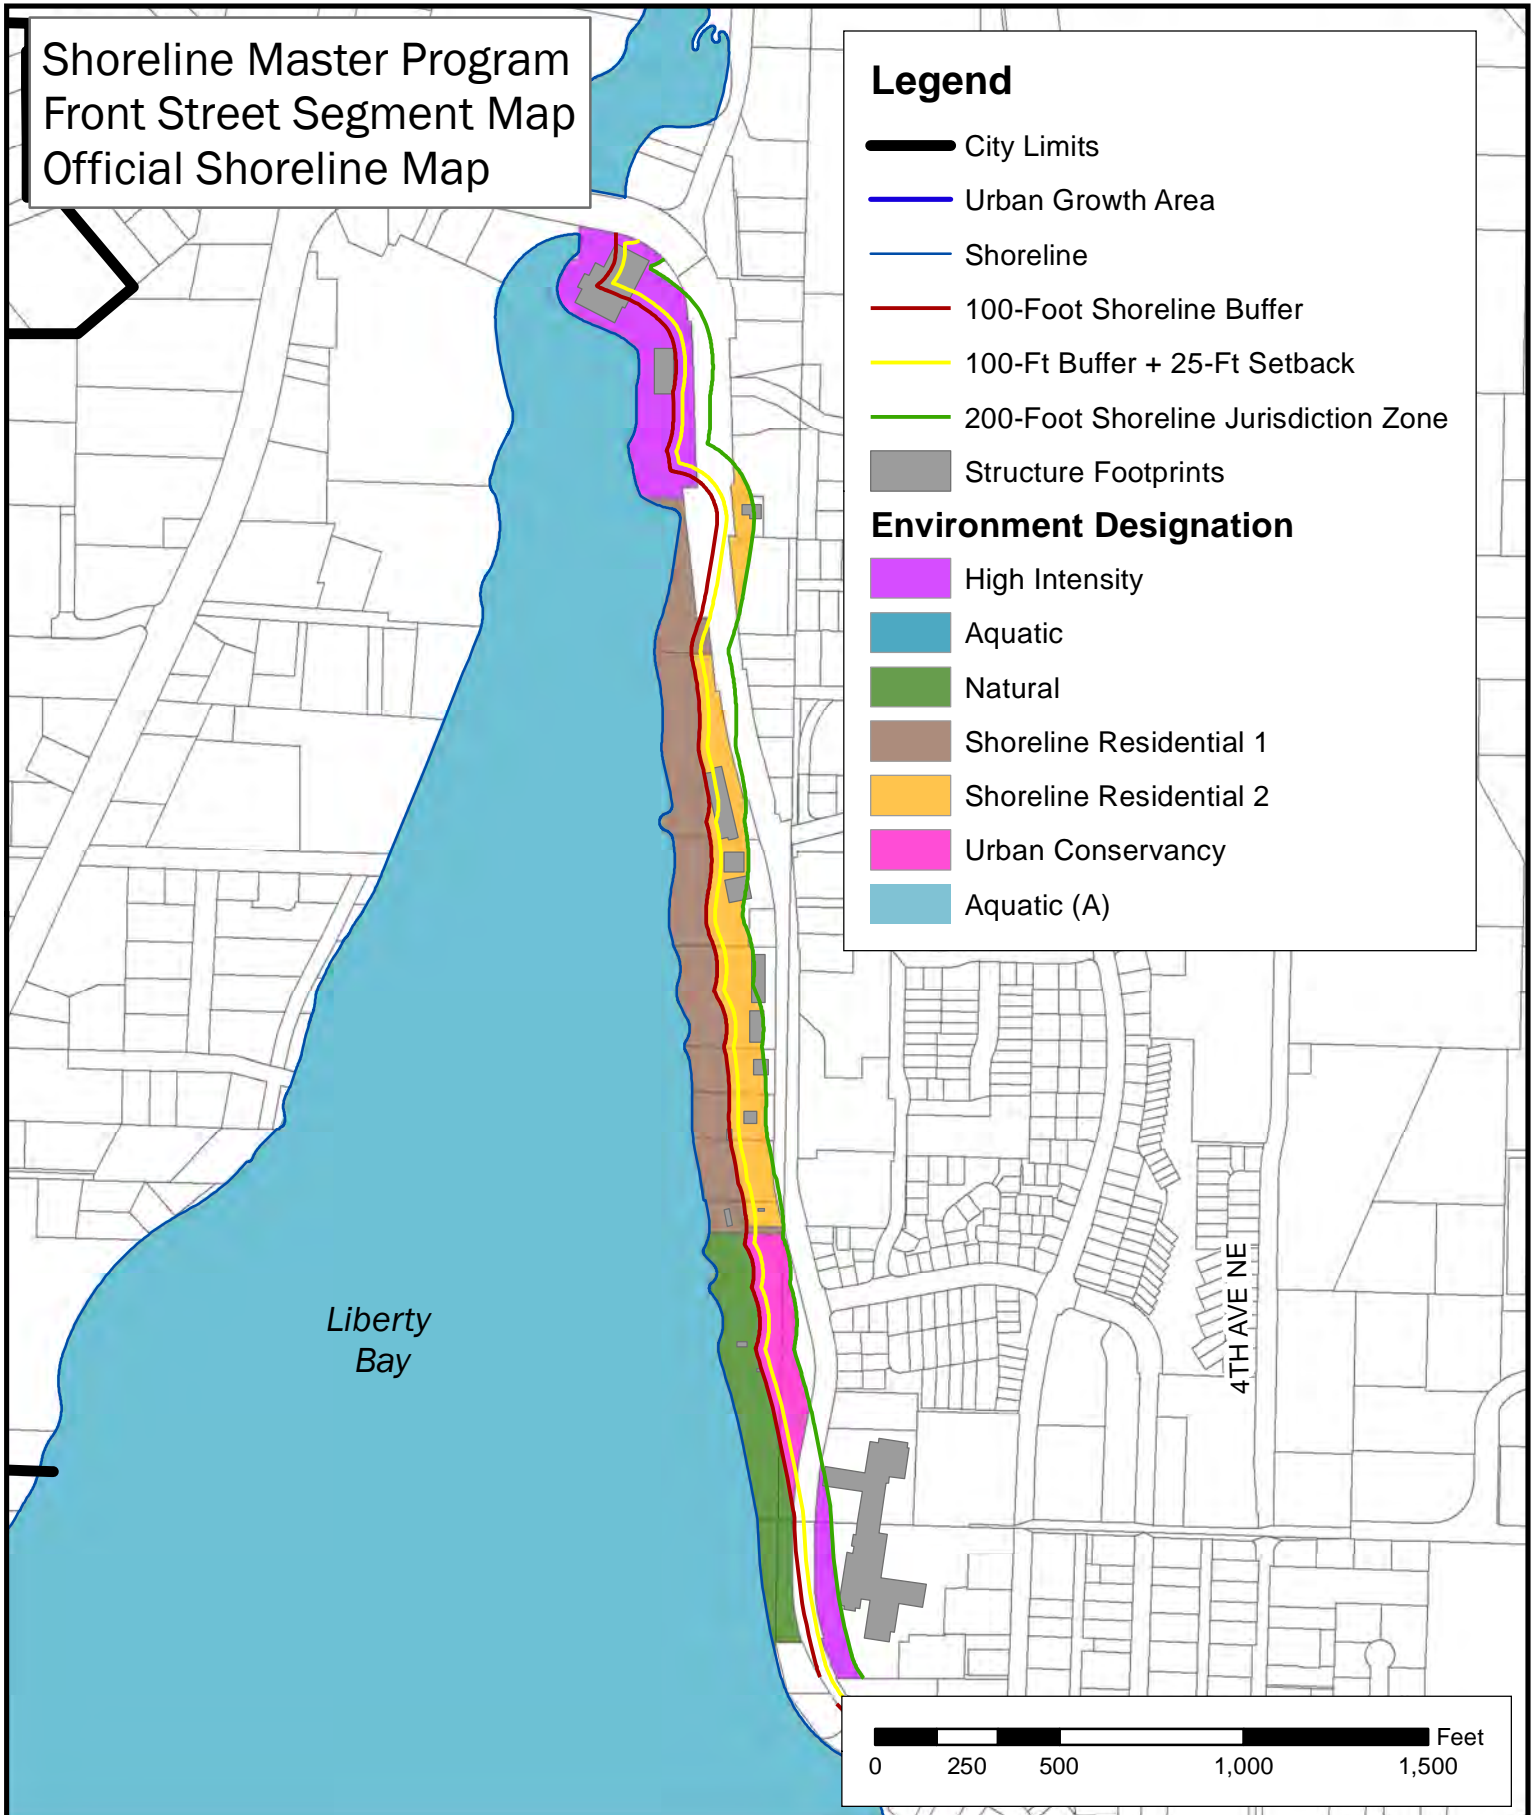 Shoreline Master Program
Front Street Segment Map
Official Shoreline Map
Legend
City Limits
Urban Growth Area
Shoreline
100-Foot Shoreline Buffer
100-Ft Buffer + 25-Ft Setback
200-Foot Shoreline Jurisdiction Zone
Structure Footprints
Environment Designation
High Intensity
Aquatic
Natural
Shoreline Residential 1
Shoreline Residential 2
Urban Conservancy
Aquatic (A)
Liberty
Bay
4TH AVE NE
Feet
0 250 500 1,000 1,500